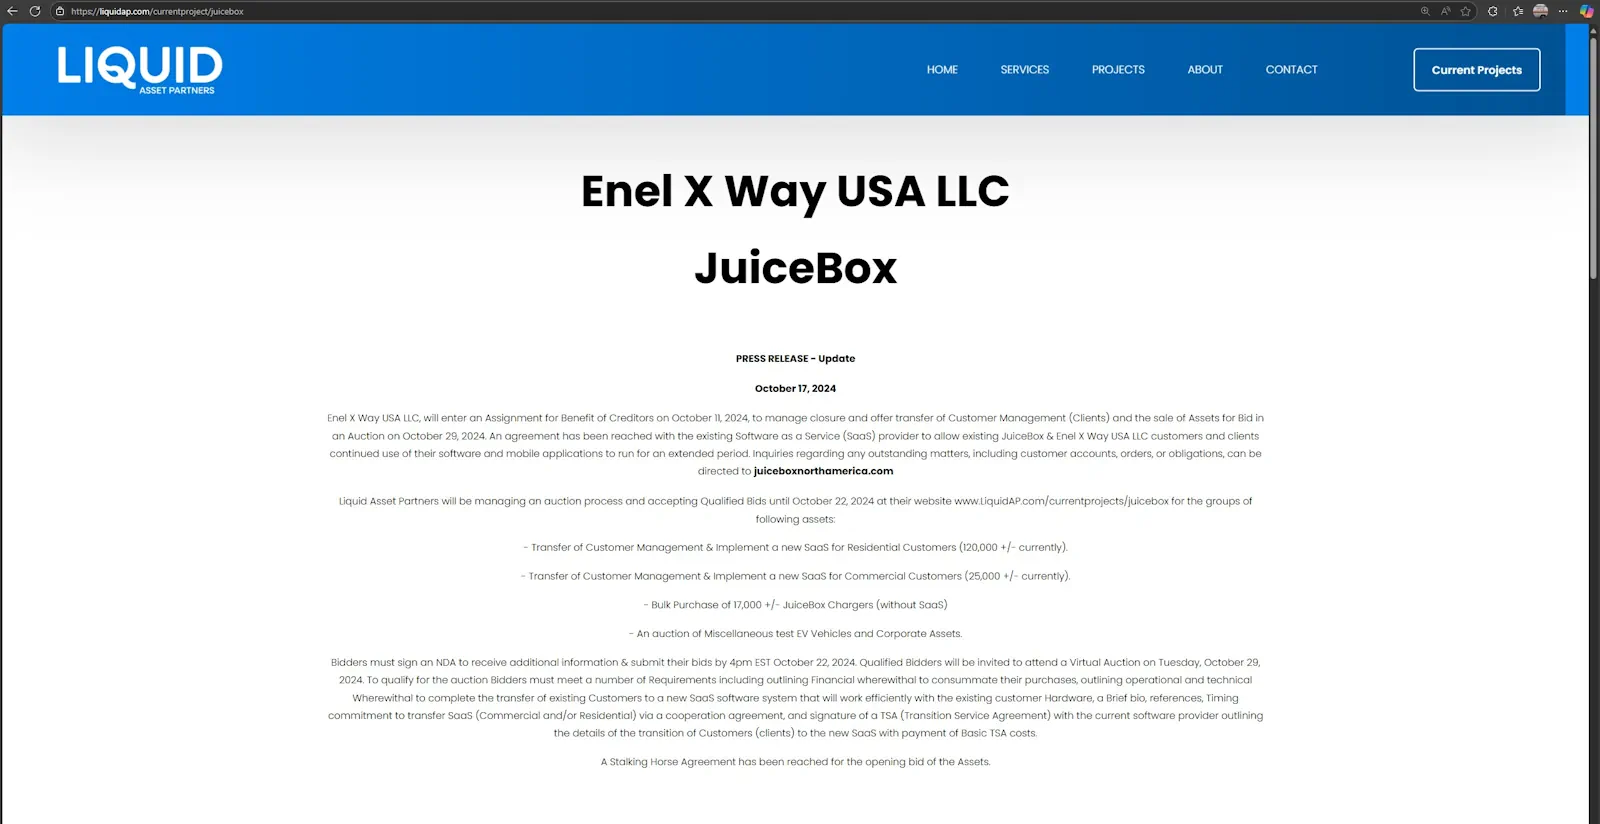 https://liquidap.com/currentproject/juicebox
LIQUID
ASSET PARTNERS
HOME
SERVICES
PROJECTS
ABOUT
CONTACT
Current Projects
Enel X Way USA LLC
JuiceBox
PRESS RELEASE - Update
October 17, 2024
Enel X Way USA LLC, will enter an Assignment for Benefit of Creditors on October 11, 2024, to manage closure and offer transfer of Customer Management (Clients) and the sale of Assets for Bid in
an Auction on October 29, 2024. An agreement has been reached with the existing Software as a Service (SaaS) provider to allow existing JuiceBox & Enel X Way USA LLC customers and clients
continued use of their software and mobile applications to run for an extended period. Inquiries regarding any outstanding matters, including customer accounts, orders, or obligations, can be
directed to juiceboxnorthamerica.com
Liquid Asset Partners will be managing an auction process and accepting Qualified Bids until October 22, 2024 at their website www.LiquidAP.com/currentprojects/juicebox for the groups of
following assets:
- Transfer of Customer Management & Implement a new SaaS for Residential Customers (120,000 +/- currently).
- Transfer of Customer Management & Implement a new SaaS for Commercial Customers (25,000 +/- currently).
- Bulk Purchase of 17,000 +/- JuiceBox Chargers (without SaaS)
- An auction of Miscellaneous test EV Vehicles and Corporate Assets.
Bidders must sign an NDA to receive additional information & submit their bids by 4pm EST October 22, 2024. Qualified Bidders will be invited to attend a Virtual Auction on Tuesday, October 29,
2024. To qualify for the auction Bidders must meet a number of Requirements including outlining Financial wherewithal to consummate their purchases, outlining operational and technical
Wherewithal to complete the transfer of existing Customers to a new SaaS software system that will work efficiently with the existing customer Hardware, a Brief bio, references, Timing
commitment to transfer SaaS (Commercial and/or Residential) via a cooperation agreement, and signature of a TSA (Transition Service Agreement) with the current software provider outlining
the details of the transition of Customers (clients) to the new SaaS with payment of Basic TSA costs.
A Stalking Horse Agreement has been reached for the opening bid of the Assets.